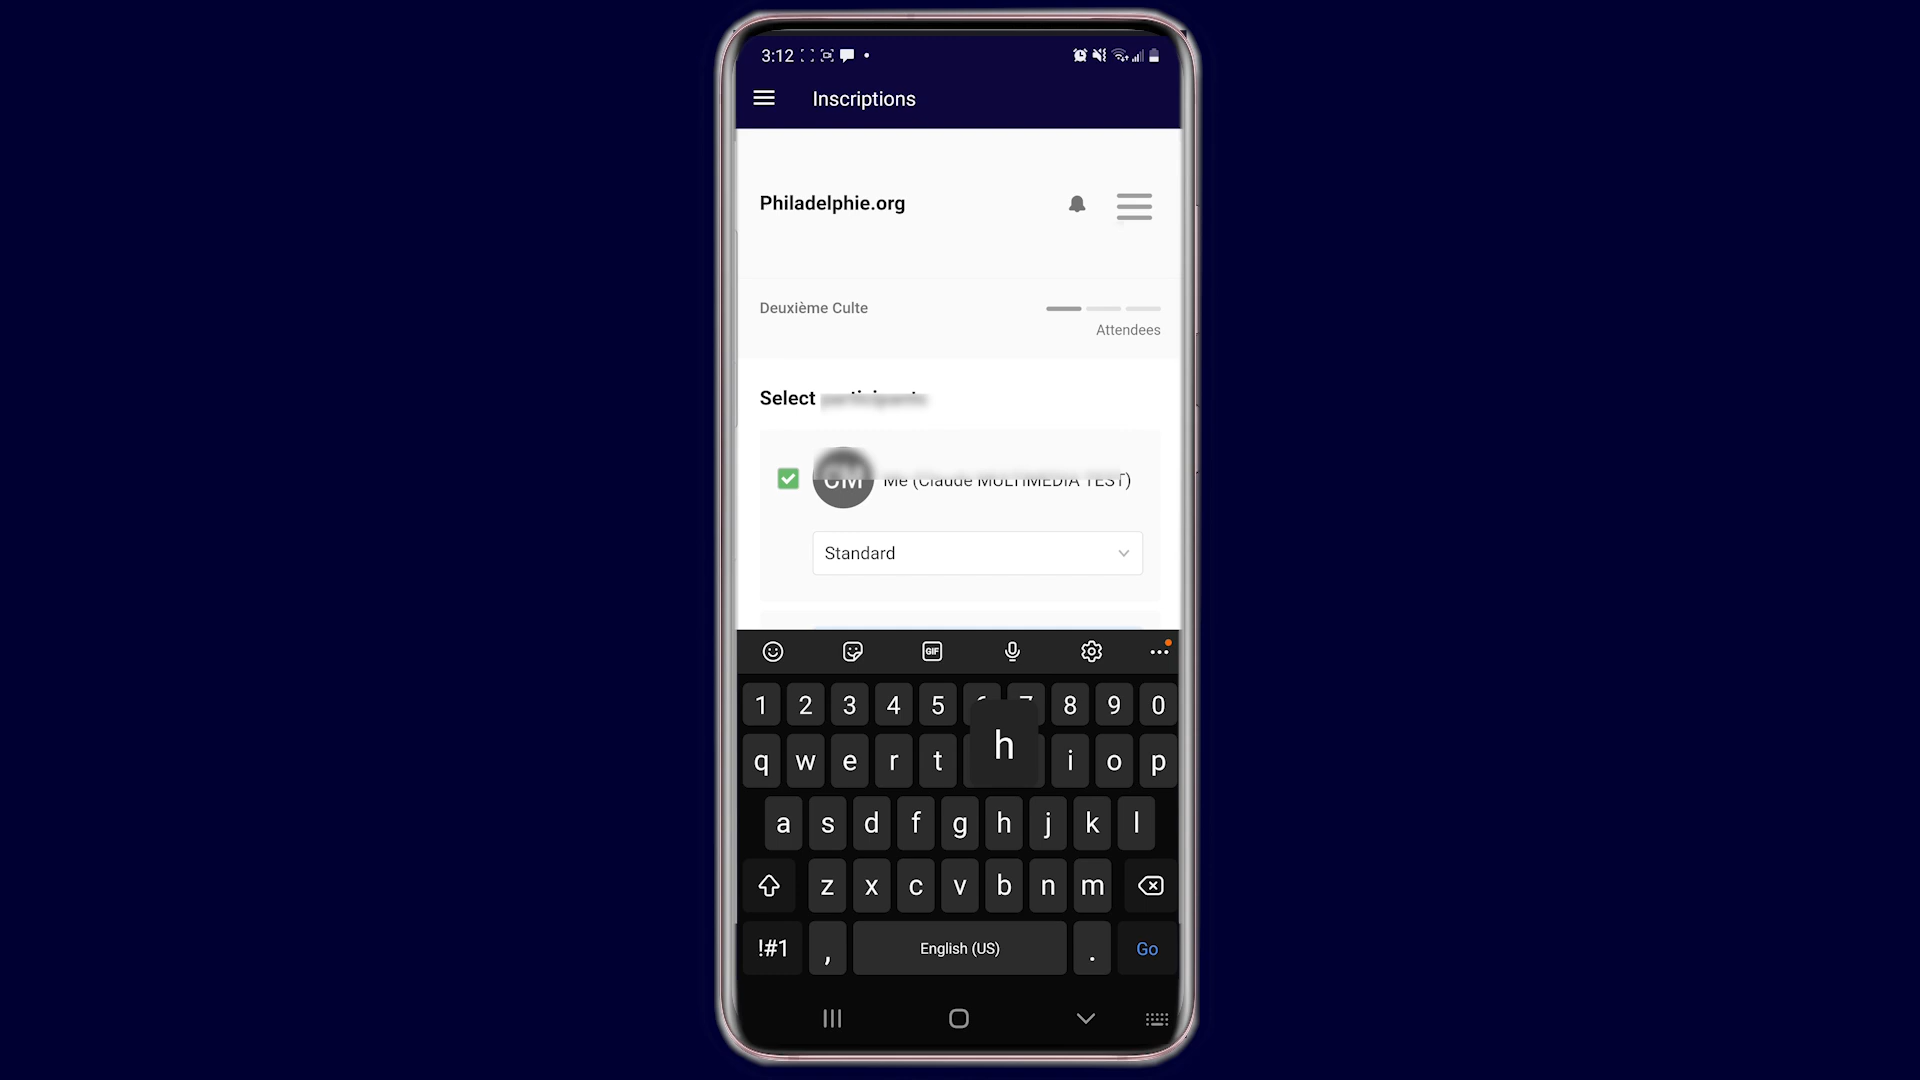 3:12
Inscriptions
Philadelphie.org
Deuxième Culte
Attendees
Select
CM Me (Claude MULTIMEDIA TEST)
Standard
GIF
1 2 3 4 5 8 9 0
h
q w e r t i o p
a s d f g h j k l
z x c v b n m
!#1 , English (US) . Go